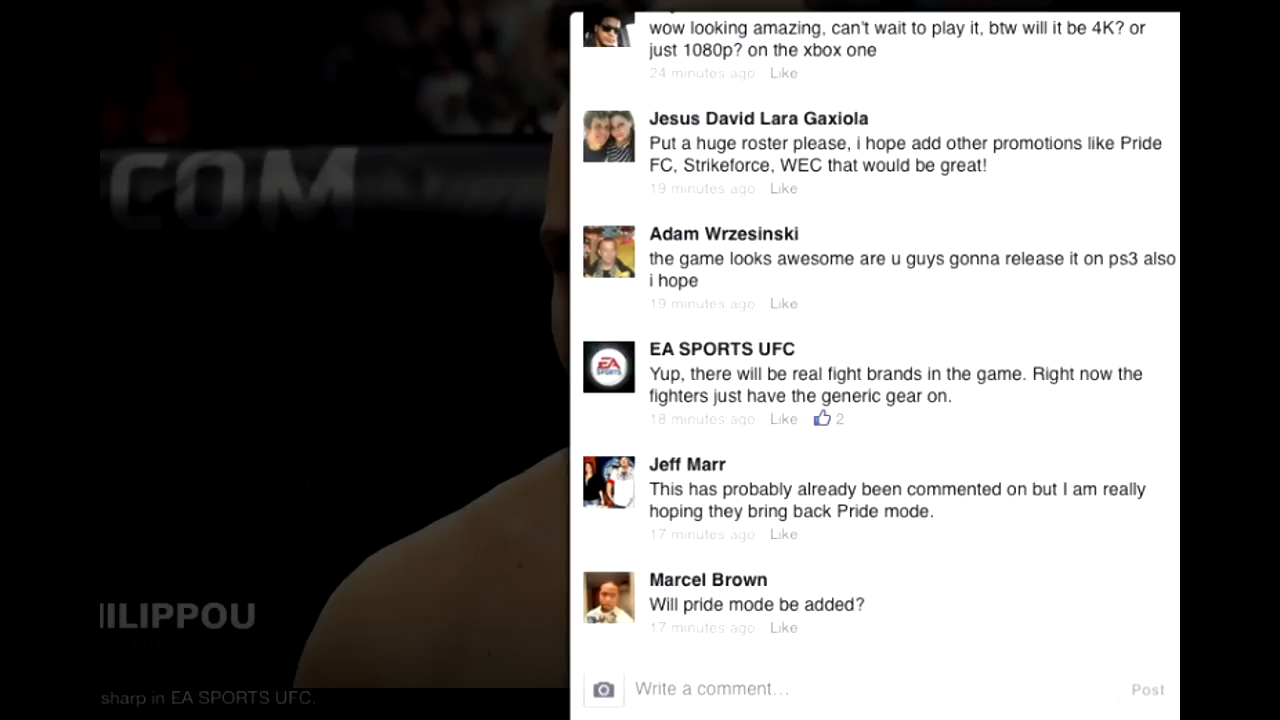 COM
IILIPPOU
sharp in EA SPORTS UFC.
wow looking amazing, can't wait to play it, btw will it be 4K? or
just 1080p? on the xbox one
24 minutes ago Like
Jesus David Lara Gaxiola
Put a huge roster please, i hope add other promotions like Pride
FC, Strikeforce, WEC that would be great!
19 minutes ago Like
Adam Wrzesinski
the game looks awesome are u guys gonna release it on ps3 also
i hope
19 minutes ago Like
EA SPORTS
EA SPORTS UFC
Yup, there will be real fight brands in the game. Right now the
fighters just have the generic gear on.
18 minutes ago Like 2
Jeff Marr
This has probably already been commented on but I am really
hoping they bring back Pride mode.
17 minutes ago Like
Marcel Brown
Will pride mode be added?
17 minutes ago Like
Write a comment...
Post